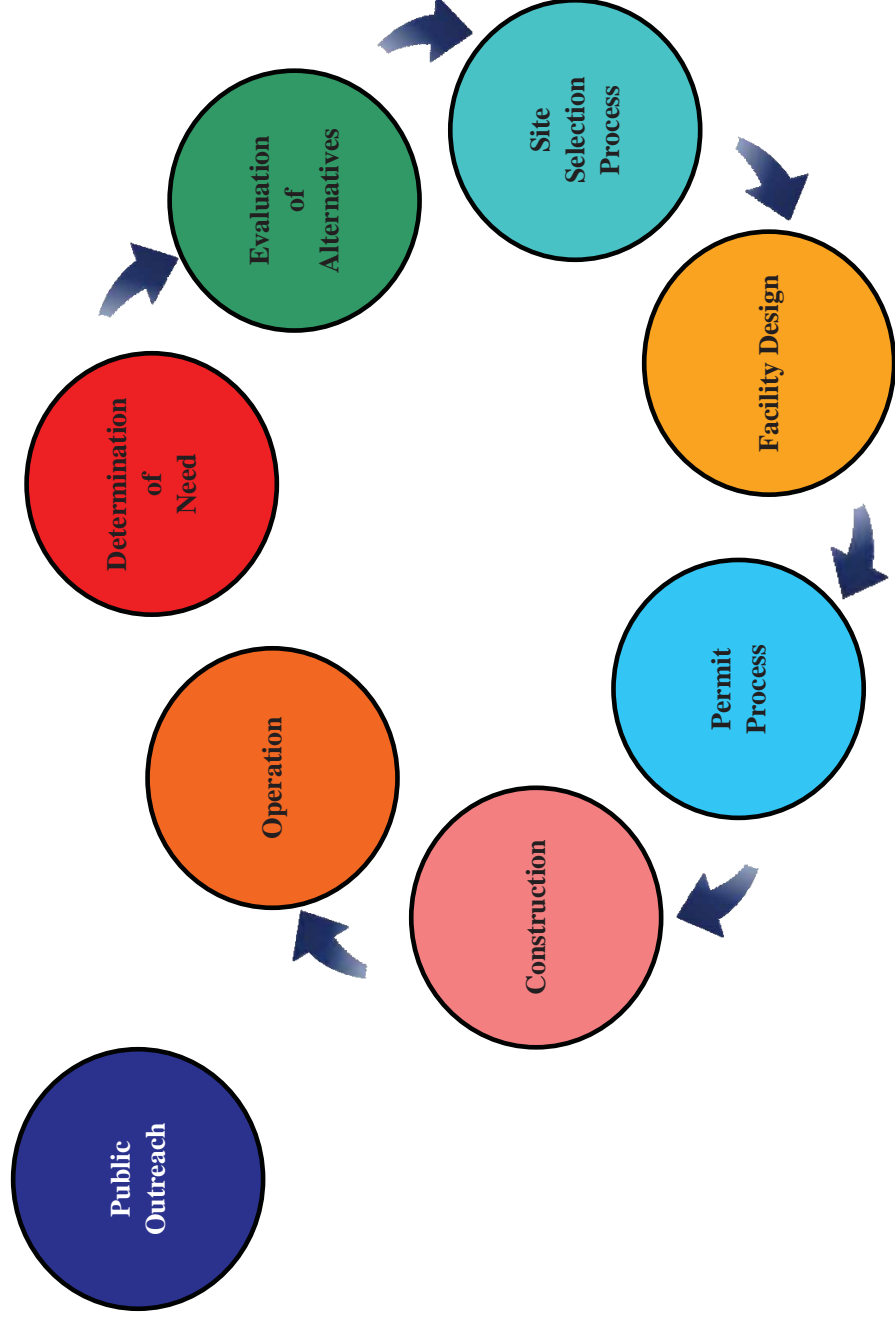 Public
Outreach
Determination
of
Need
Evaluation
of
Alternatives
Site
Selection
Process
Facility Design
Permit
Process
Construction
Operation